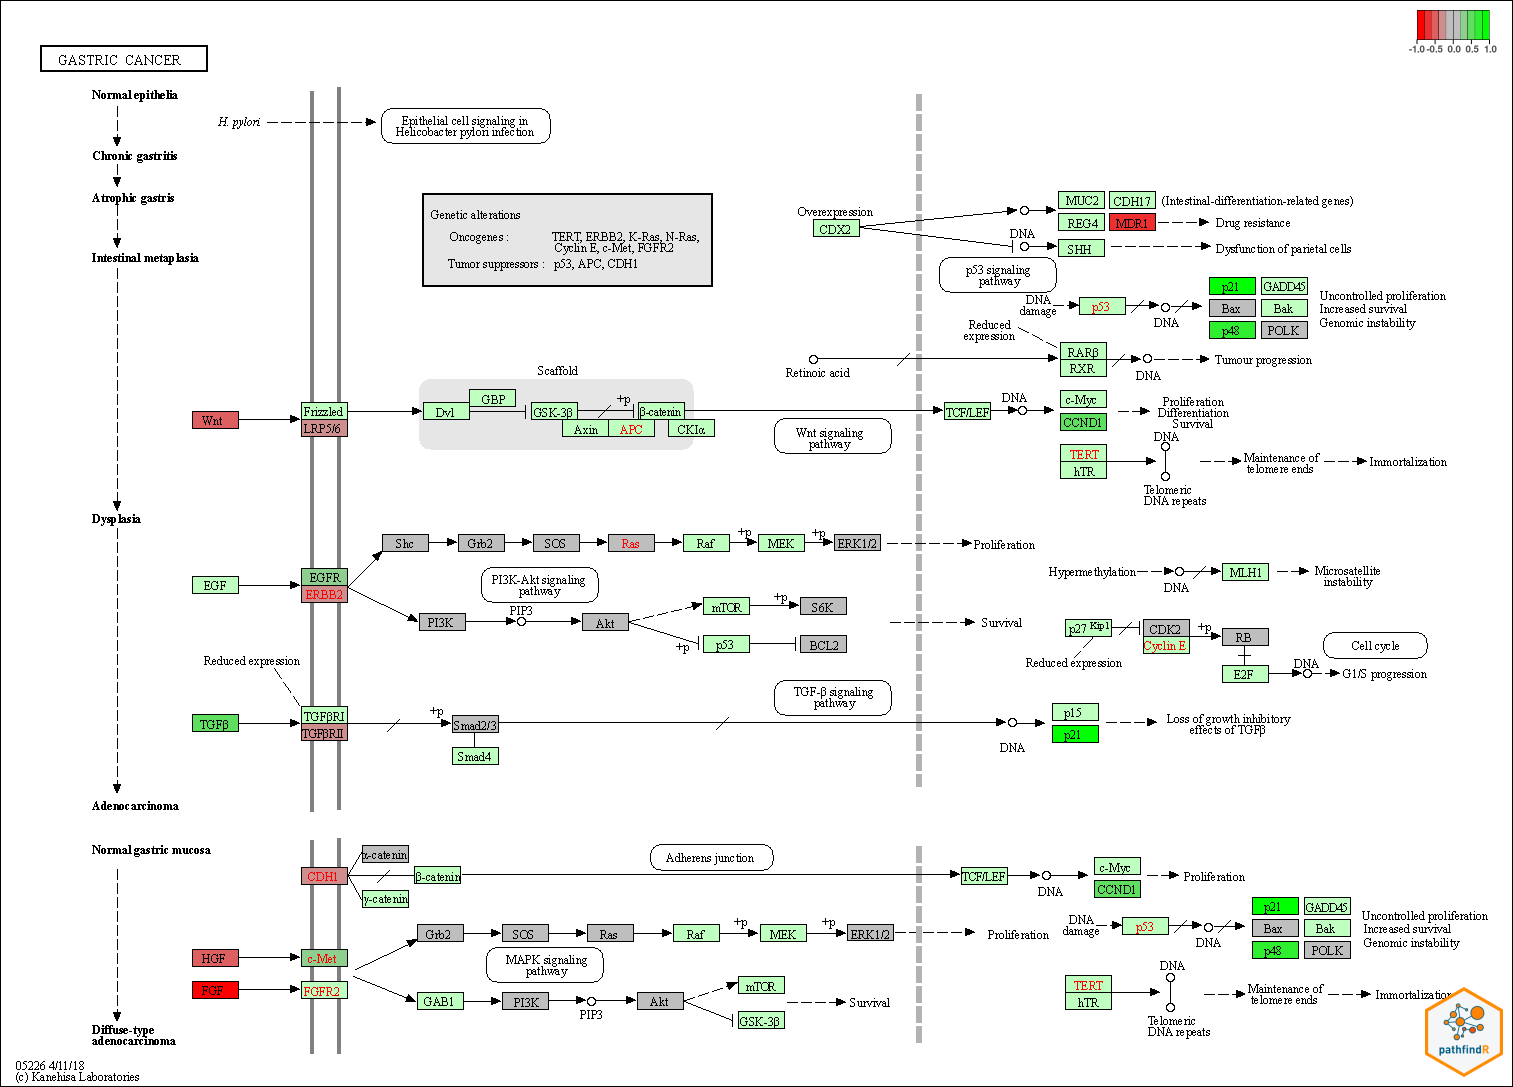 -1.0 -0.5 0.0 0.5 1.0
GASTRIC CANCER
Normal epithelia
Chronic gastritis
Atrophic gastris
Intestinal metaplasia
Dysplasia
Adenocarcinoma
H. pylori
Epithelial cell signaling in
Helicobacter pylori infection
Genetic alterations
Oncogenes : TERT, ERBB2, K-Ras, N-Ras,
Cyclin E, c-Met, FGFR2
Tumor suppressors : p53, APC, CDH1
Overexpression
CDX2
DNA
MUC2 CDH17 (Intestinal-differentiation-related genes)
REG4 MDR1 Drug resistance
SHH Dysfunction of parietal cells
p53 signaling
pathway
DNA
damage
p53
DNA
p21 GADD45
Bax Bak
p48 POLK
Uncontrolled proliferation
Increased survival
Genomic instability
Reduced
expression
Retinoic acid
RARβ
RXR
DNA
Tumour progression
Scaffold
Wnt
Frizzled
LRP5/6
Dvl
GBP
GSK-3β
+p
β-catenin
Axin APC CKIα
Wnt signaling
pathway
TCF/LEF
DNA
c-Myc
CCND1
Proliferation
Differentiation
Survival
TERT
hTR
DNA
Telomeric
DNA repeats
Maintenance of
telomere ends
Immortalization
EGF
EGFR
ERBB2
Shc Grb2 SOS Ras Raf +p MEK +p ERK1/2
Proliferation
PI3K-Akt signaling
pathway
PI3K PIP3 Akt
mTOR +p S6K
+p p53 BCL2
Survival
Hypermethylation
DNA
MLH1
Microsatellite
instability
p27 Kip1
Reduced expression
CDK2
Cyclin E
+p
RB
E2F
DNA
Cell cycle
G1/S progression
Reduced expression
TGFβ
TGFβRI
TGFβRII
+p
Smad2/3
Smad4
TGF-β signaling
pathway
DNA
p15
p21
Loss of growth inhibitory
effects of TGFβ
Normal gastric mucosa
Diffuse-type
adenocarcinoma
CDH1
α-catenin
β-catenin
γ-catenin
Adherens junction
TCF/LEF
DNA
c-Myc
CCND1
Proliferation
HGF
c-Met
FGF
FGFR2
Grb2 SOS Ras Raf +p MEK +p ERK1/2
Proliferation
MAPK signaling
pathway
GAB1 PI3K PIP3 Akt
mTOR
GSK-3β
Survival
DNA
damage
p53
DNA
p21 GADD45
Bax Bak
p48 POLK
Uncontrolled proliferation
Increased survival
Genomic instability
TERT
hTR
DNA
Telomeric
DNA repeats
Maintenance of
telomere ends
Immortalization
pathfindR
05226 4/11/18
(c) Kanehisa Laboratories